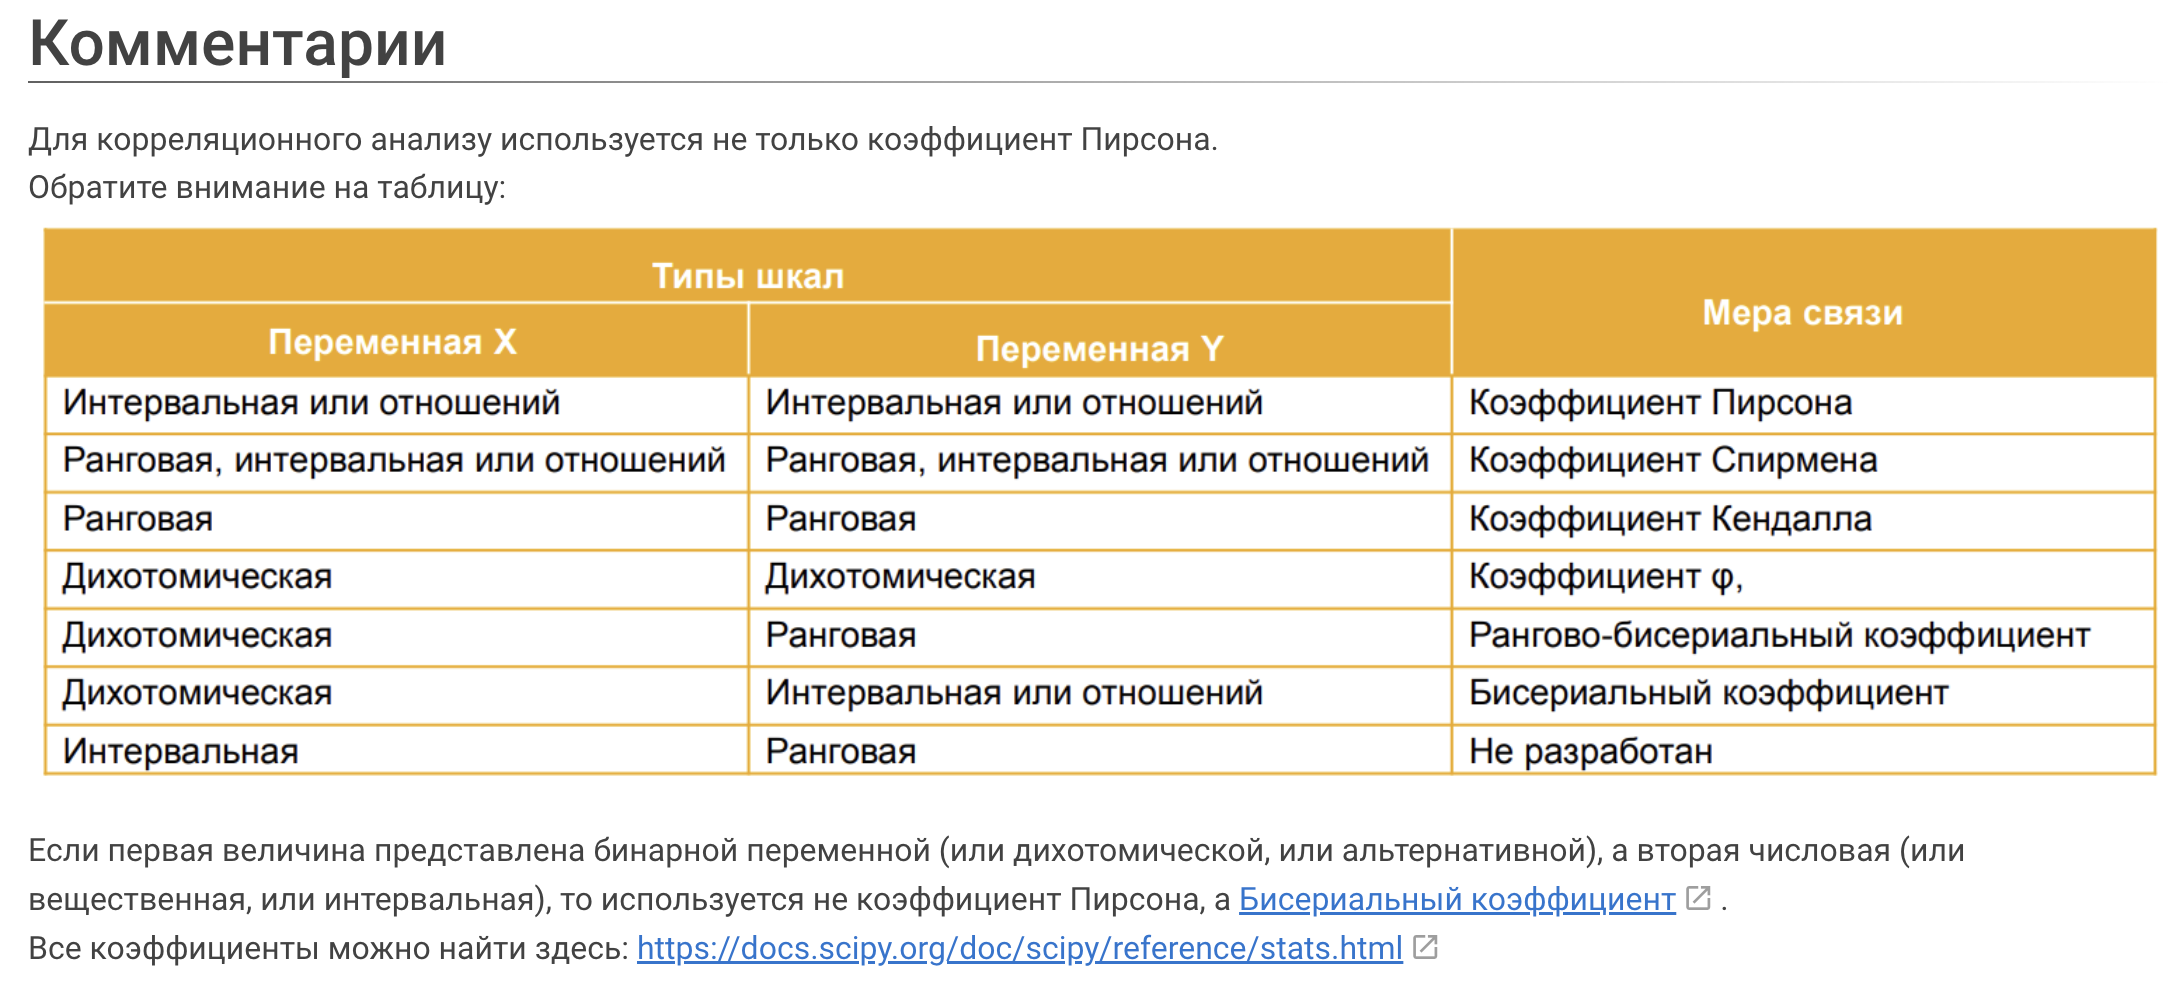 Комментарии
Для корреляционного анализу используется не только коэффициент Пирсона.
Обратите внимание на таблицу:
Типы шкал
Мера связи
Переменная X
Переменная Y
Интервальная или отношений Интервальная или отношений Коэффициент Пирсона
Ранговая, интервальная или отношений Ранговая, интервальная или отношений Коэффициент Спирмена
Ранговая Ранговая Коэффициент Кендалла
Дихотомическая Дихотомическая Коэффициент φ,
Дихотомическая Ранговая Рангово-бисериальный коэффициент
Дихотомическая Интервальная или отношений Бисериальный коэффициент
Интервальная Ранговая Не разработан
Если первая величина представлена бинарной переменной (или дихотомической, или альтернативной), а вторая числовая (или
вещественная, или интервальная), то используется не коэффициент Пирсона, а Бисериальный коэффициент .
Все коэффициенты можно найти здесь: https://docs.scipy.org/doc/scipy/reference/stats.html